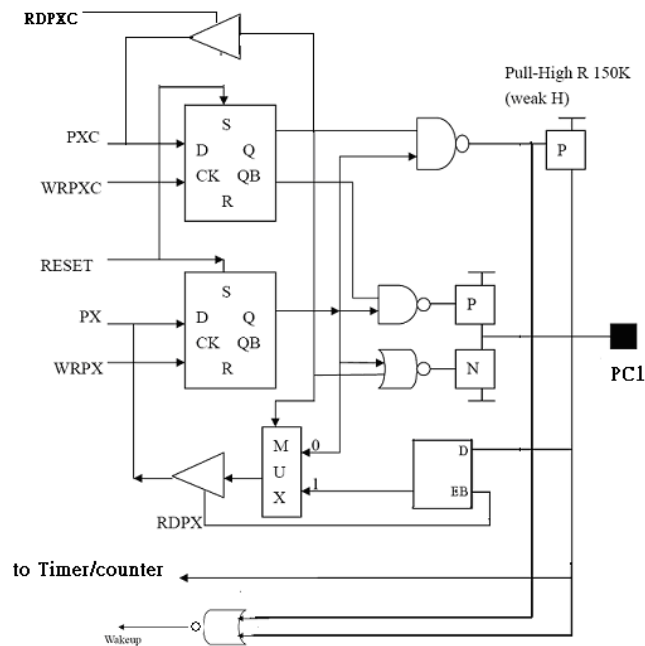 RDPXC
Pull-High R 150K
(weak H)
S
PXC
D Q
P
CK QB
WRPXC
R
RESET
S
P
PX
D Q
CK QB
WRPX
R
N
PC1
M
U
X
0
1
D
EB
RDPX
to Timer/counter
Wakeup